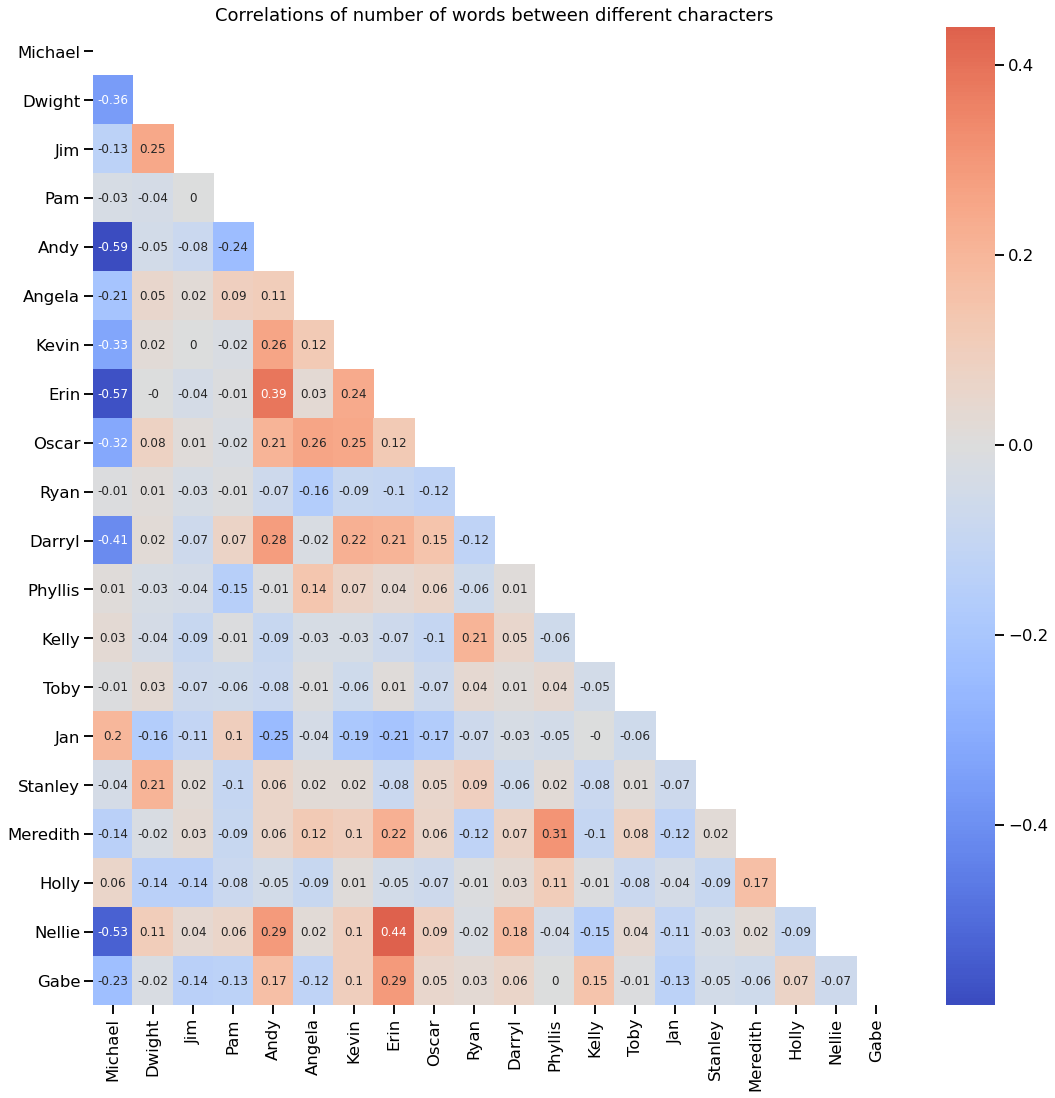 Correlations of number of words between different characters
Michael
Dwight -0.36
Jim -0.13 0.25
Pam -0.03 -0.04 0
Andy -0.59 -0.05 -0.08 -0.24
Angela -0.21 0.05 0.02 0.09 0.11
Kevin -0.33 0.02 0 -0.02 0.26 0.12
Erin -0.57 -0 -0.04 -0.01 0.39 0.03 0.24
Oscar -0.32 0.08 0.01 -0.02 0.21 0.26 0.25 0.12
Ryan -0.01 0.01 -0.03 -0.01 -0.07 -0.16 -0.09 -0.1 -0.12
Darryl -0.41 0.02 -0.07 0.07 0.28 -0.02 0.22 0.21 0.15 -0.12
Phyllis 0.01 -0.03 -0.04 -0.15 -0.01 0.14 0.07 0.04 0.06 -0.06 0.01
Kelly 0.03 -0.04 -0.09 -0.01 -0.09 -0.03 -0.03 -0.07 -0.1 0.21 0.05 -0.06
Toby -0.01 0.03 -0.07 -0.06 -0.08 -0.01 -0.06 0.01 -0.07 0.04 0.01 0.04 -0.05
Jan 0.2 -0.16 -0.11 0.1 -0.25 -0.04 -0.19 -0.21 -0.17 -0.07 -0.03 -0.05 -0 -0.06
Stanley -0.04 0.21 0.02 -0.1 0.06 0.02 0.02 -0.08 0.05 0.09 -0.06 0.02 -0.08 0.01 -0.07
Meredith -0.14 -0.02 0.03 -0.09 0.06 0.12 0.1 0.22 0.06 -0.12 0.07 0.31 -0.1 0.08 -0.12 0.02
Holly 0.06 -0.14 -0.14 -0.08 -0.05 -0.09 0.01 -0.05 -0.07 -0.01 0.03 0.11 -0.01 -0.08 -0.04 -0.09 0.17
Nellie -0.53 0.11 0.04 0.06 0.29 0.02 0.1 0.44 0.09 -0.02 0.18 -0.04 -0.15 0.04 -0.11 -0.03 0.02 -0.09
Gabe -0.23 -0.02 -0.14 -0.13 0.17 -0.12 0.1 0.29 0.05 0.03 0.06 0 0.15 -0.01 -0.13 -0.05 -0.06 0.07 -0.07
Michael Dwight Jim Pam Andy Angela Kevin Erin Oscar Ryan Darryl Phyllis Kelly Toby Jan Stanley Meredith Holly Nellie Gabe
0.4
0.2
0.0
−0.2
−0.4